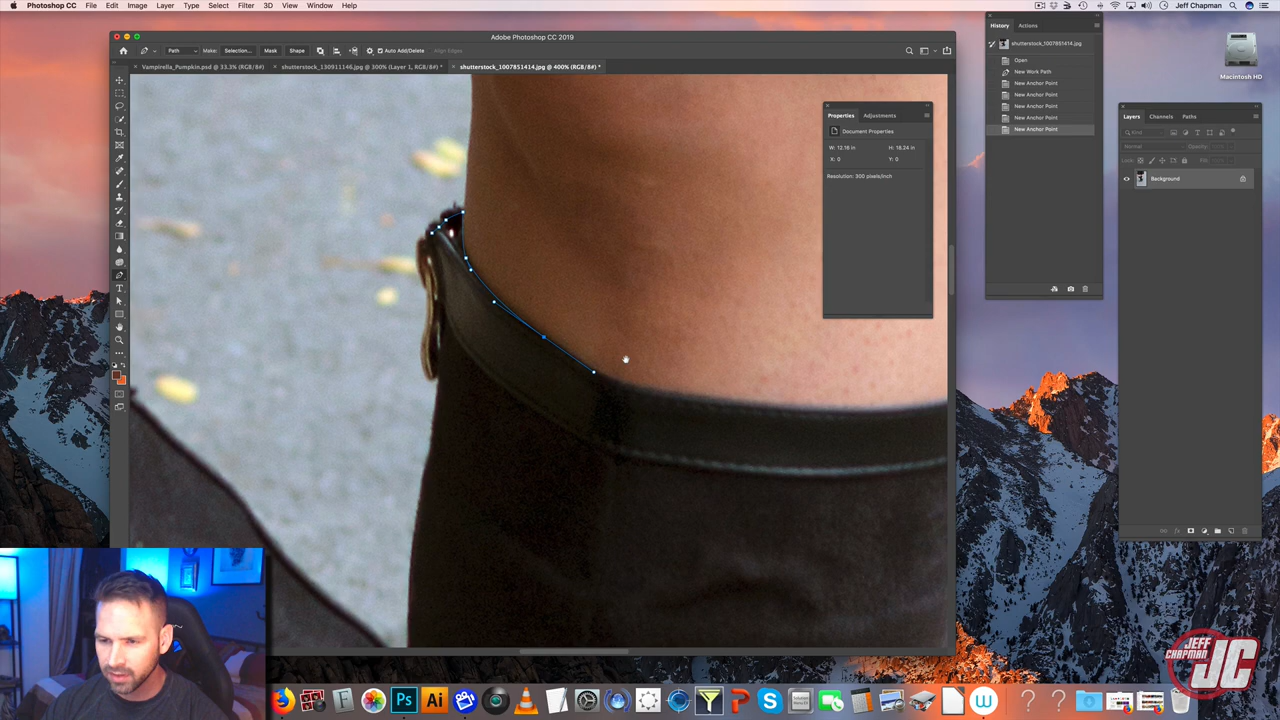 Photoshop CC File Edit Image Layer Type Select Filter 3D View Window Help
Jeff Chapman
Adobe Photoshop CC 2019
Path Make: Selection... Mask Shape Auto Add/Delete Align Edges
Vampirella_Pumpkin.psd @ 33.3% (RGB/8#)
shutterstock_130911146.jpg @ 300% (Layer 1, RGB/8#) *
shutterstock_1007851414.jpg @ 400% (RGB/8#) *
Properties Adjustments
Document Properties
W: 12.16 in H: 18.24 in
X: 0 Y: 0
Resolution: 300 pixels/inch
History Actions
shutterstock_1007851414.jpg
Open
New Work Path
New Anchor Point
New Anchor Point
New Anchor Point
New Anchor Point
New Anchor Point
Macintosh HD
Layers Channels Paths
Kind
Normal Opacity:
Lock: Fill:
Background
JEFF
CHAPMAN
JC
Ps Ai